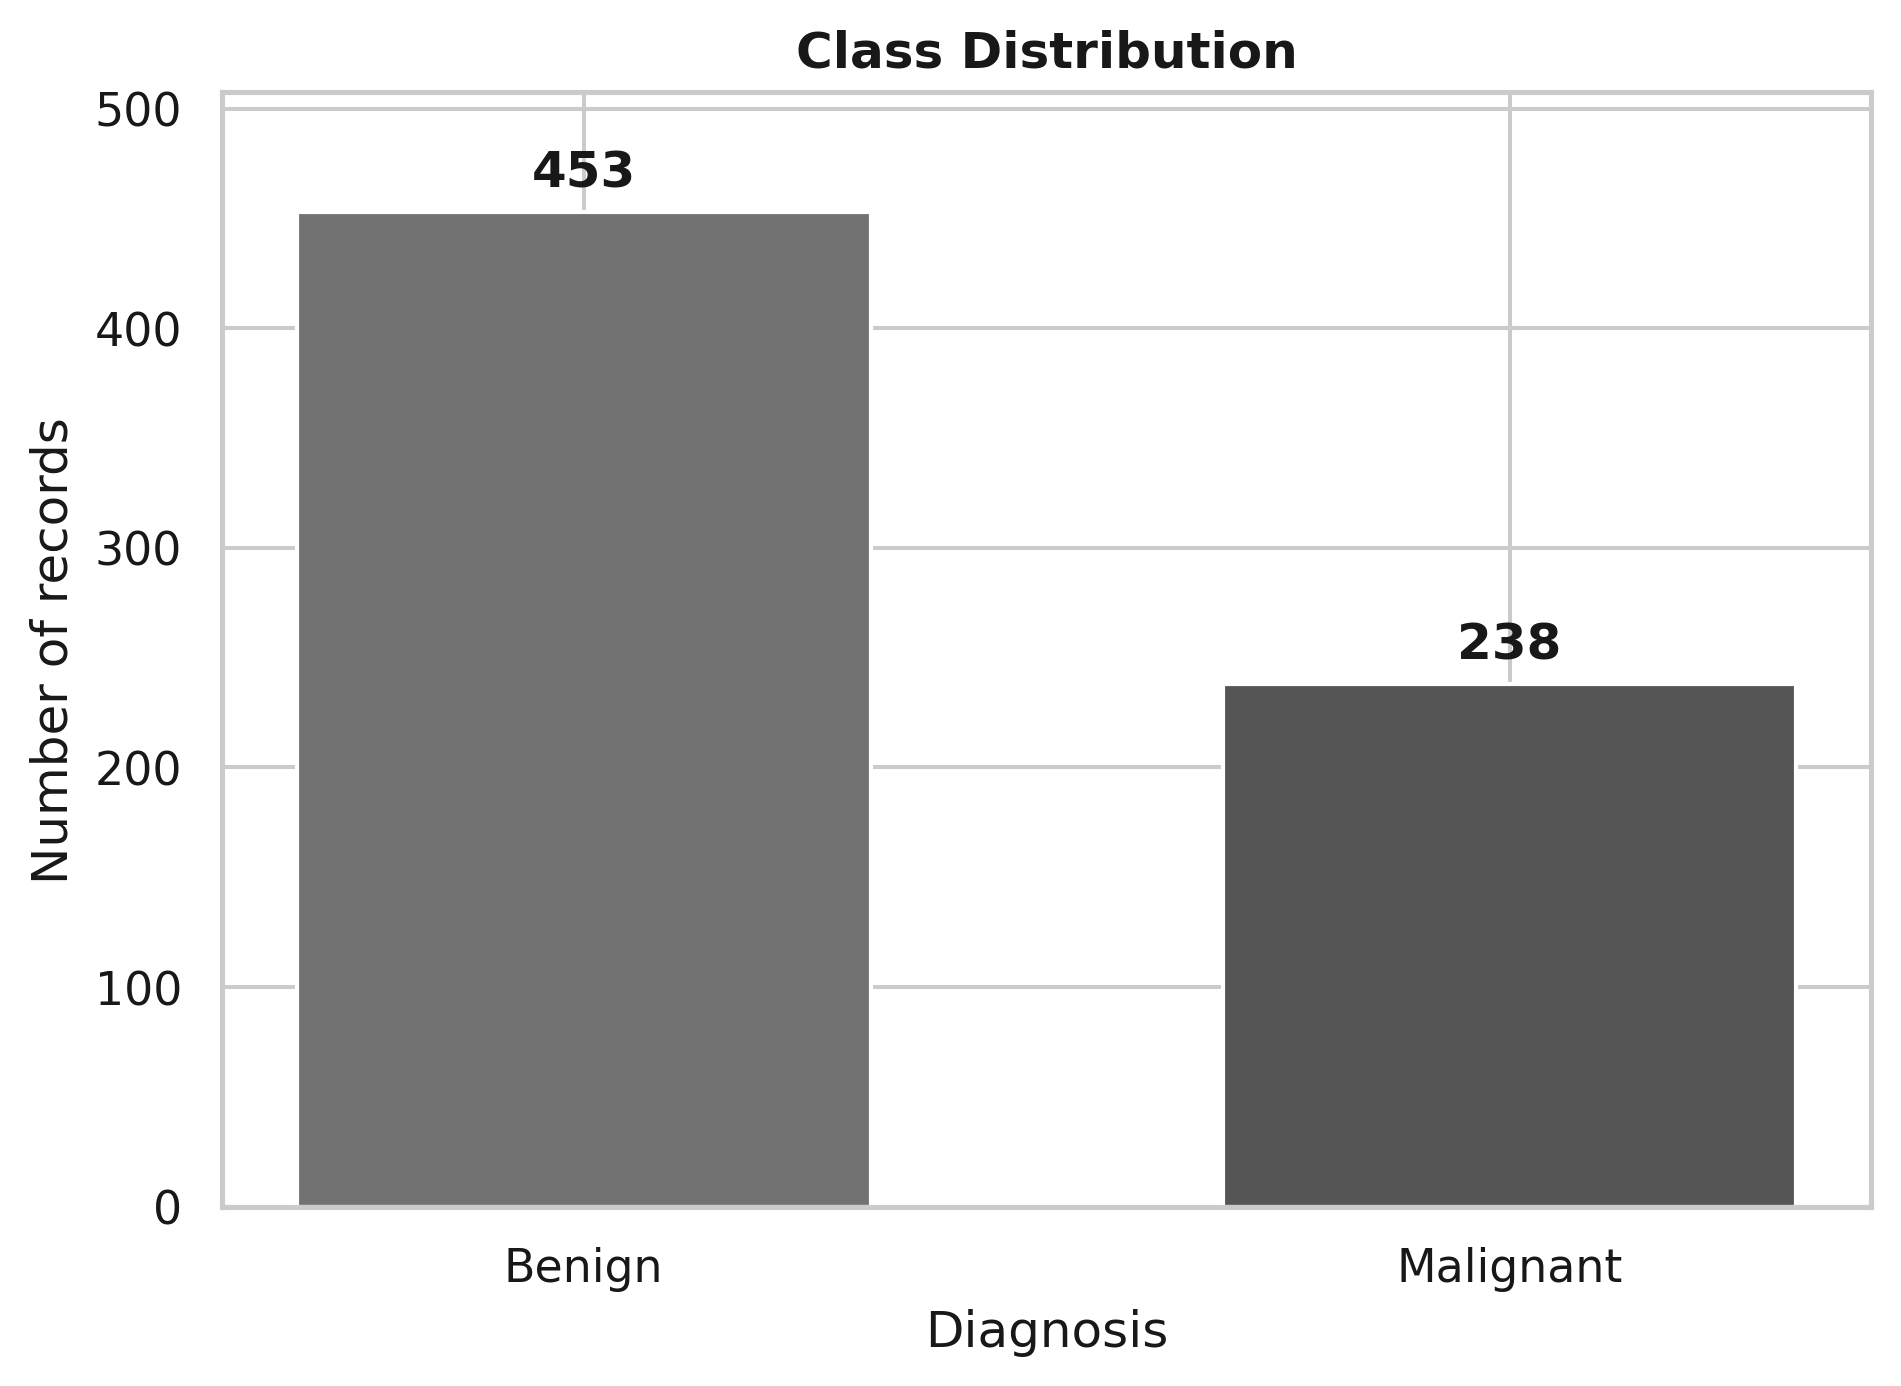 Class Distribution
500
453
400
300
238
200
100
0
Number of records
Benign
Malignant
Diagnosis